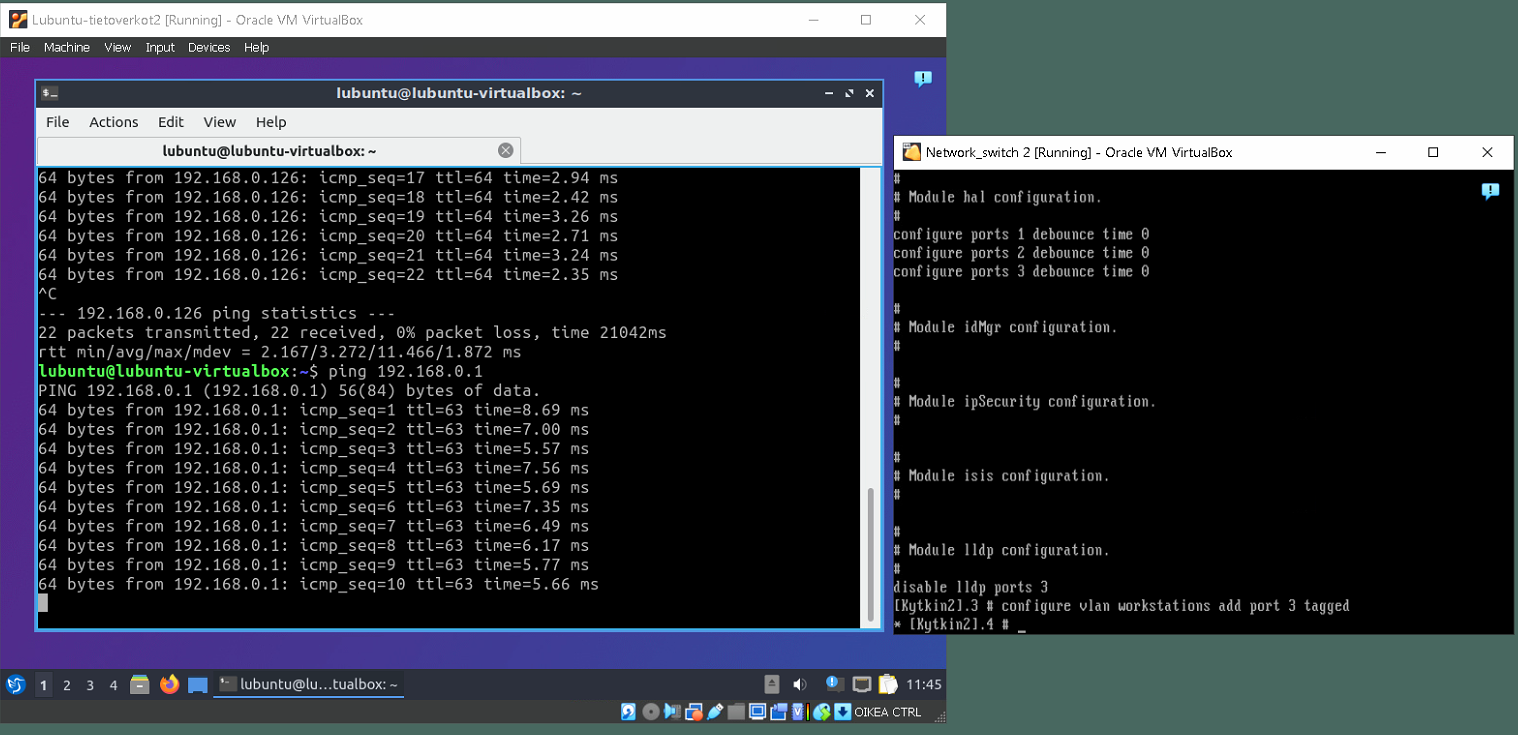 Lubuntu-tietoverkot2 [Running] - Oracle VM VirtualBox
File Machine View Input Devices Help
lubuntu@lubuntu-virtualbox: ~
File Actions Edit View Help
lubuntu@lubuntu-virtualbox: ~
64 bytes from 192.168.0.126: icmp_seq=17 ttl=64 time=2.94 ms
64 bytes from 192.168.0.126: icmp_seq=18 ttl=64 time=2.42 ms
64 bytes from 192.168.0.126: icmp_seq=19 ttl=64 time=3.26 ms
64 bytes from 192.168.0.126: icmp_seq=20 ttl=64 time=2.71 ms
64 bytes from 192.168.0.126: icmp_seq=21 ttl=64 time=3.24 ms
64 bytes from 192.168.0.126: icmp_seq=22 ttl=64 time=2.35 ms
^C
--- 192.168.0.126 ping statistics ---
22 packets transmitted, 22 received, 0% packet loss, time 21042ms
rtt min/avg/max/mdev = 2.167/3.272/11.466/1.872 ms
lubuntu@lubuntu-virtualbox:~$ ping 192.168.0.1
PING 192.168.0.1 (192.168.0.1) 56(84) bytes of data.
64 bytes from 192.168.0.1: icmp_seq=1 ttl=63 time=8.69 ms
64 bytes from 192.168.0.1: icmp_seq=2 ttl=63 time=7.00 ms
64 bytes from 192.168.0.1: icmp_seq=3 ttl=63 time=5.57 ms
64 bytes from 192.168.0.1: icmp_seq=4 ttl=63 time=7.56 ms
64 bytes from 192.168.0.1: icmp_seq=5 ttl=63 time=5.69 ms
64 bytes from 192.168.0.1: icmp_seq=6 ttl=63 time=7.35 ms
64 bytes from 192.168.0.1: icmp_seq=7 ttl=63 time=6.49 ms
64 bytes from 192.168.0.1: icmp_seq=8 ttl=63 time=6.17 ms
64 bytes from 192.168.0.1: icmp_seq=9 ttl=63 time=5.77 ms
64 bytes from 192.168.0.1: icmp_seq=10 ttl=63 time=5.66 ms
1 2 3 4 lubuntu@lu…tualbox: ~ 11:45
OIKEA CTRL
Network_switch 2 [Running] - Oracle VM VirtualBox
#
# Module hal configuration.
#
configure ports 1 debounce time 0
configure ports 2 debounce time 0
configure ports 3 debounce time 0
#
# Module idMgr configuration.
#
#
# Module ipSecurity configuration.
#
#
# Module isis configuration.
#
#
# Module lldp configuration.
#
disable lldp ports 3
[Kytkin2].3 # configure vlan workstations add port 3 tagged
* [Kytkin2].4 # _